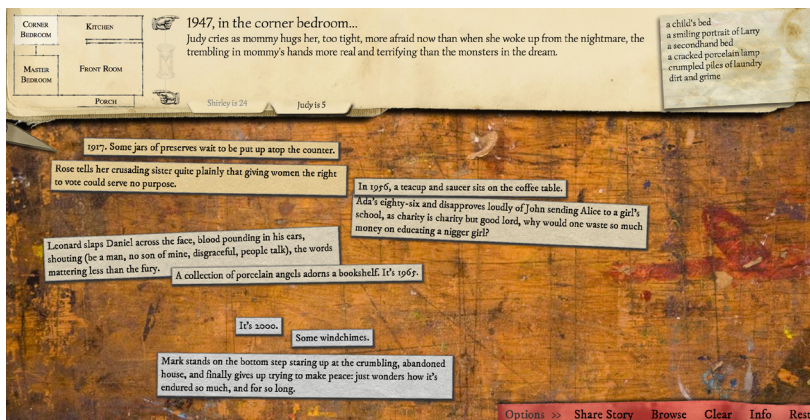 CORNER
BEDROOM
KITCHEN
MASTER
BEDROOM
FRONT ROOM
PORCH
1947, in the corner bedroom...
Judy cries as mommy hugs her, too tight, more afraid now than when she woke up from the nightmare, the
trembling in mommy's hands more real and terrifying than the monsters in the dream.
Shirley is 24
Judy is 5
a child's bed
a smiling portrait of Larry
a secondhand bed
a cracked porcelain lamp
crumpled piles of laundry
dirt and grime
1917. Some jars of preserves wait to be put up atop the counter.
Rose tells her crusading sister quite plainly that giving women the right
to vote could serve no purpose.
In 1956, a teacup and saucer sits on the coffee table.
Ada's eighty-six and disapproves loudly of John sending Alice to a girl's
school, as charity is charity but good lord, why would one waste so much
money on educating a nigger girl?
Leonard slaps Daniel across the face, blood pounding in his ears,
shouting (be a man, no son of mine, disgraceful, people talk), the words
mattering less than the fury.
A collection of porcelain angels adorns a bookshelf. It's 1965.
It's 2000.
Some windchimes.
Mark stands on the bottom step staring up at the crumbling, abandoned
house, and finally gives up trying to make peace: just wonders how it's
endured so much, and for so long.
Options >> Share Story Browse Clear Info